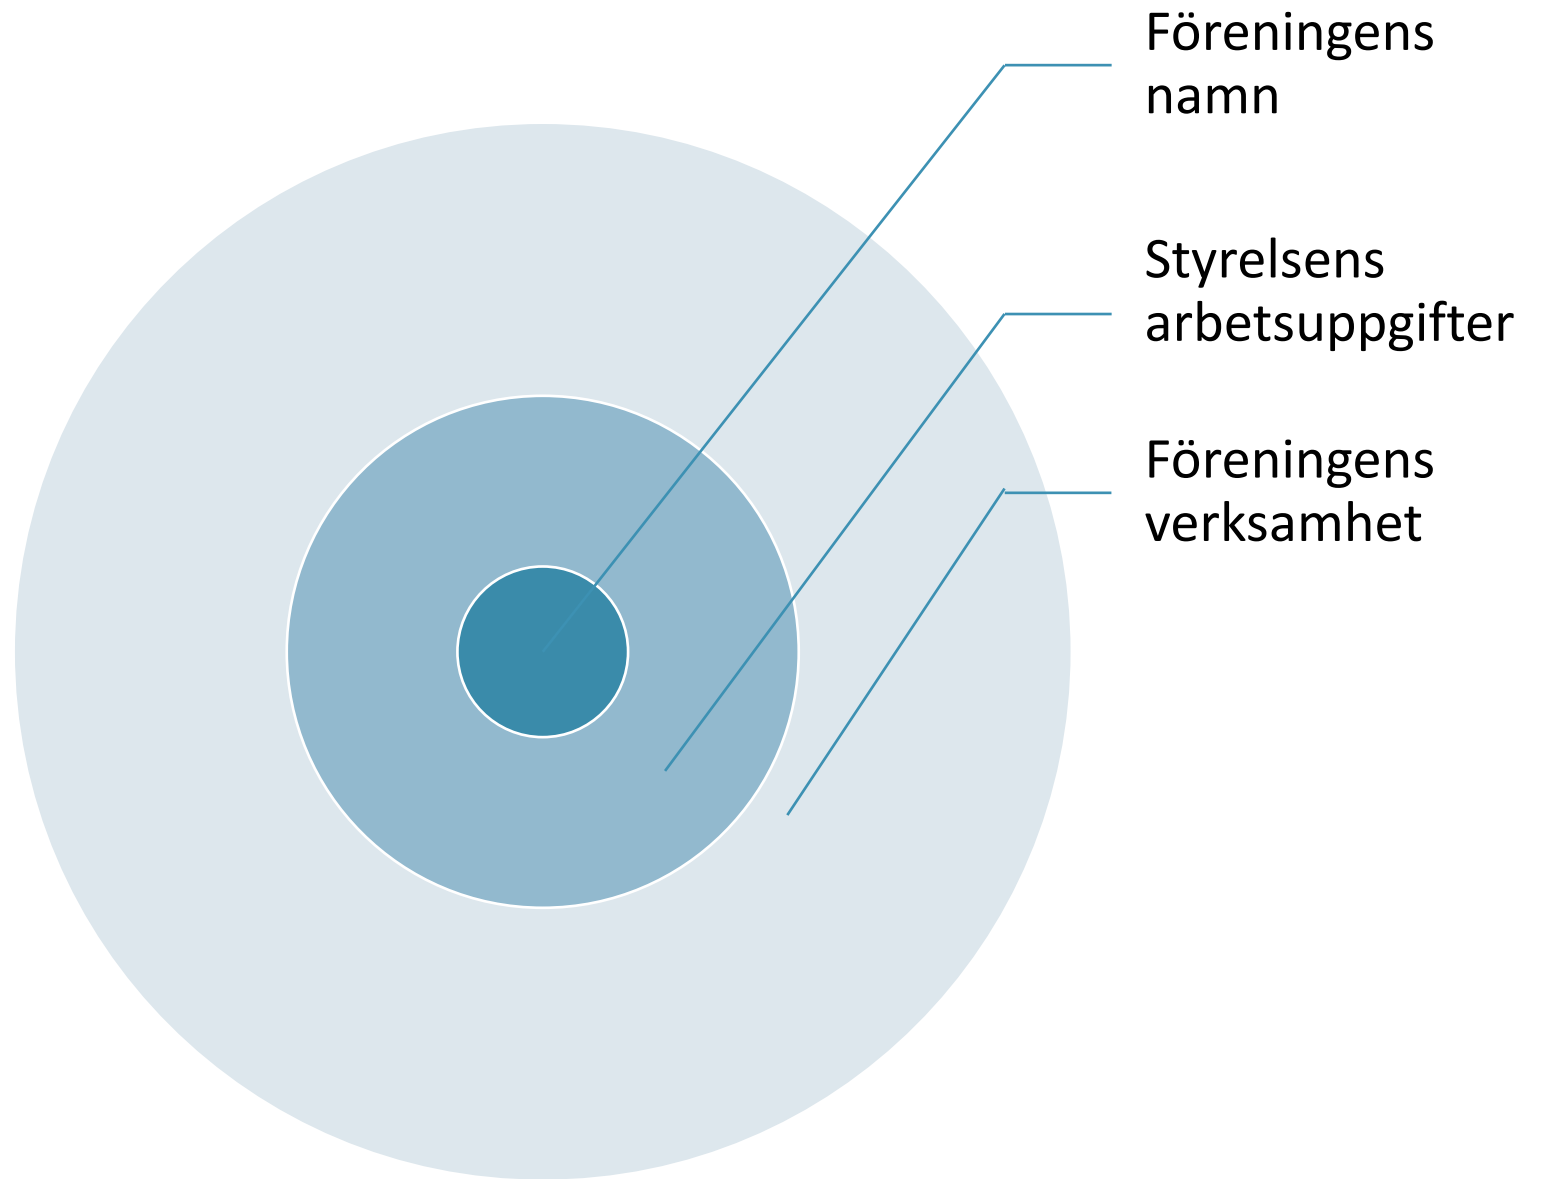 Föreningens
namn
Styrelsens
arbetsuppgifter
Föreningens
verksamhet